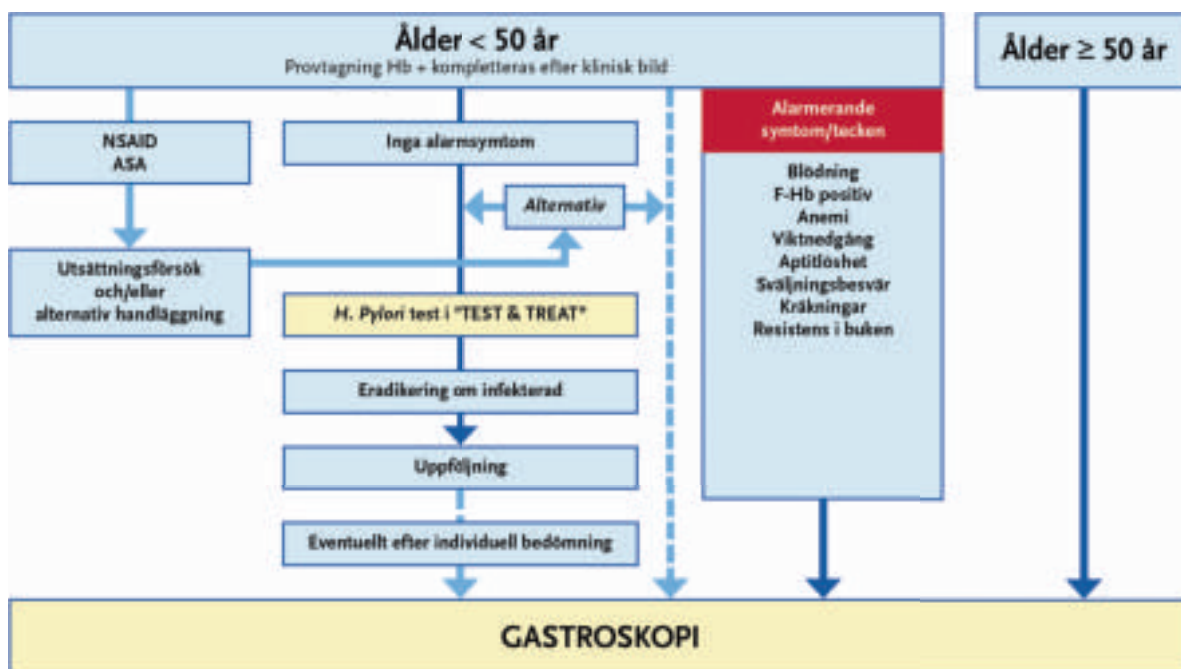 Ålder < 50 år
Provtagning Hb + kompletteras efter klinisk bild
Ålder ≥ 50 år
NSAID
ASA
Utsättningsförsök
och/eller
alternativ handläggning
Inga alarmsymtom
Alternativ
H. Pylori test i "TEST & TREAT"
Eradikering om infekterad
Uppföljning
Eventuellt efter individuell bedömning
Alarmerande
symtom/tecken
Blödning
F-Hb positiv
Anemi
Viktnedgång
Aptitlöshet
Sväljningsbesvär
Kräkningar
Resistens i buken
GASTROSKOPI